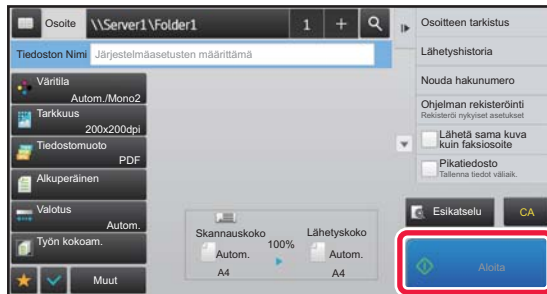 Osoite \\Server1\Folder1 1 +
Tiedoston Nimi Järjestelmäasetusten määrittämä
Väritila
Autom./Mono2
Tarkkuus
200x200dpi
Tiedostomuoto
PDF
Alkuperäinen
Valotus
Autom.
Työn kokoam.
Muut
Skannauskoko 100% Lähetyskoko
Autom. Autom.
A4 A4
Osoitteen tarkistus
Lähetyshistoria
Nouda hakunumero
Ohjelman rekisteröinti
Rekisteröi nykyiset asetukset
Lähetä sama kuva
kuin faksiosoite
Pikatiedosto
Tallenna tiedot väliaik.
Esikatselu CA
Aloita